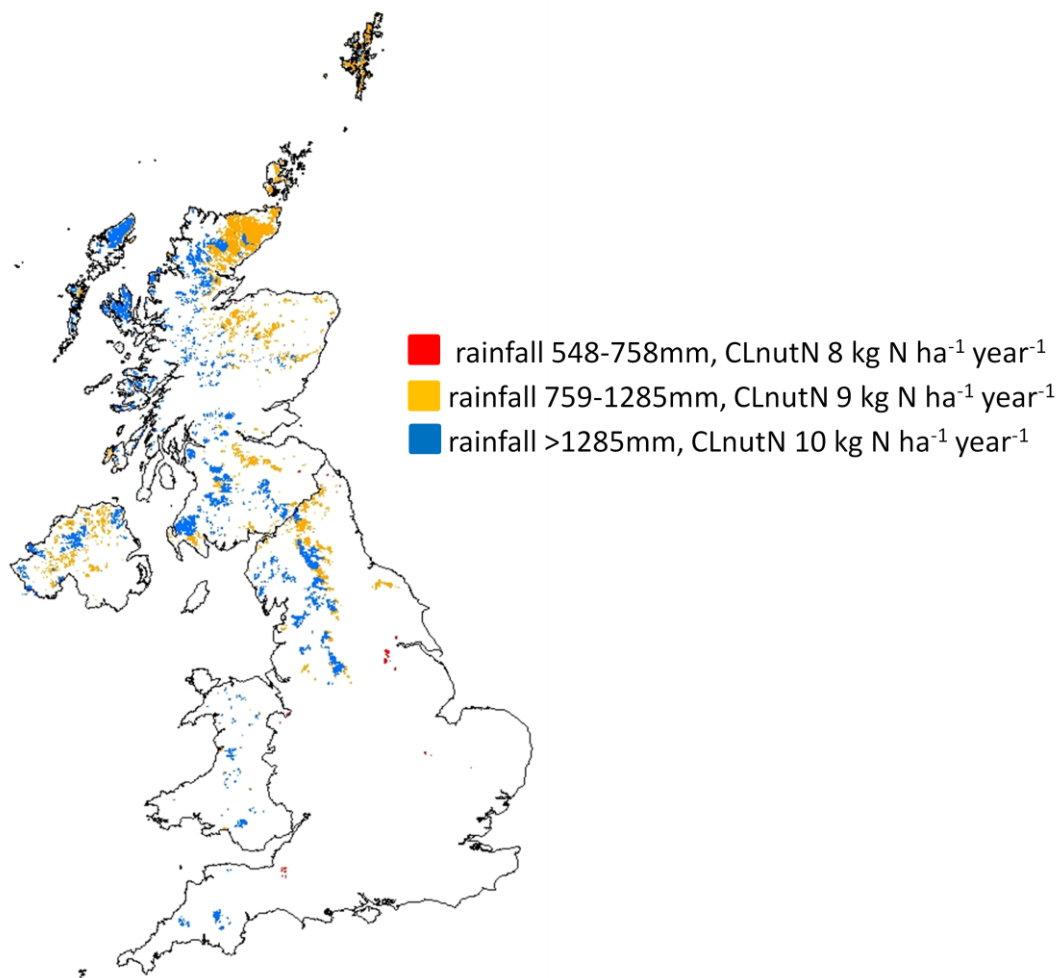 rainfall 548-758mm, CLnutN 8 kg N ha⁻¹ year⁻¹
rainfall 759-1285mm, CLnutN 9 kg N ha⁻¹ year⁻¹
rainfall >1285mm, CLnutN 10 kg N ha⁻¹ year⁻¹